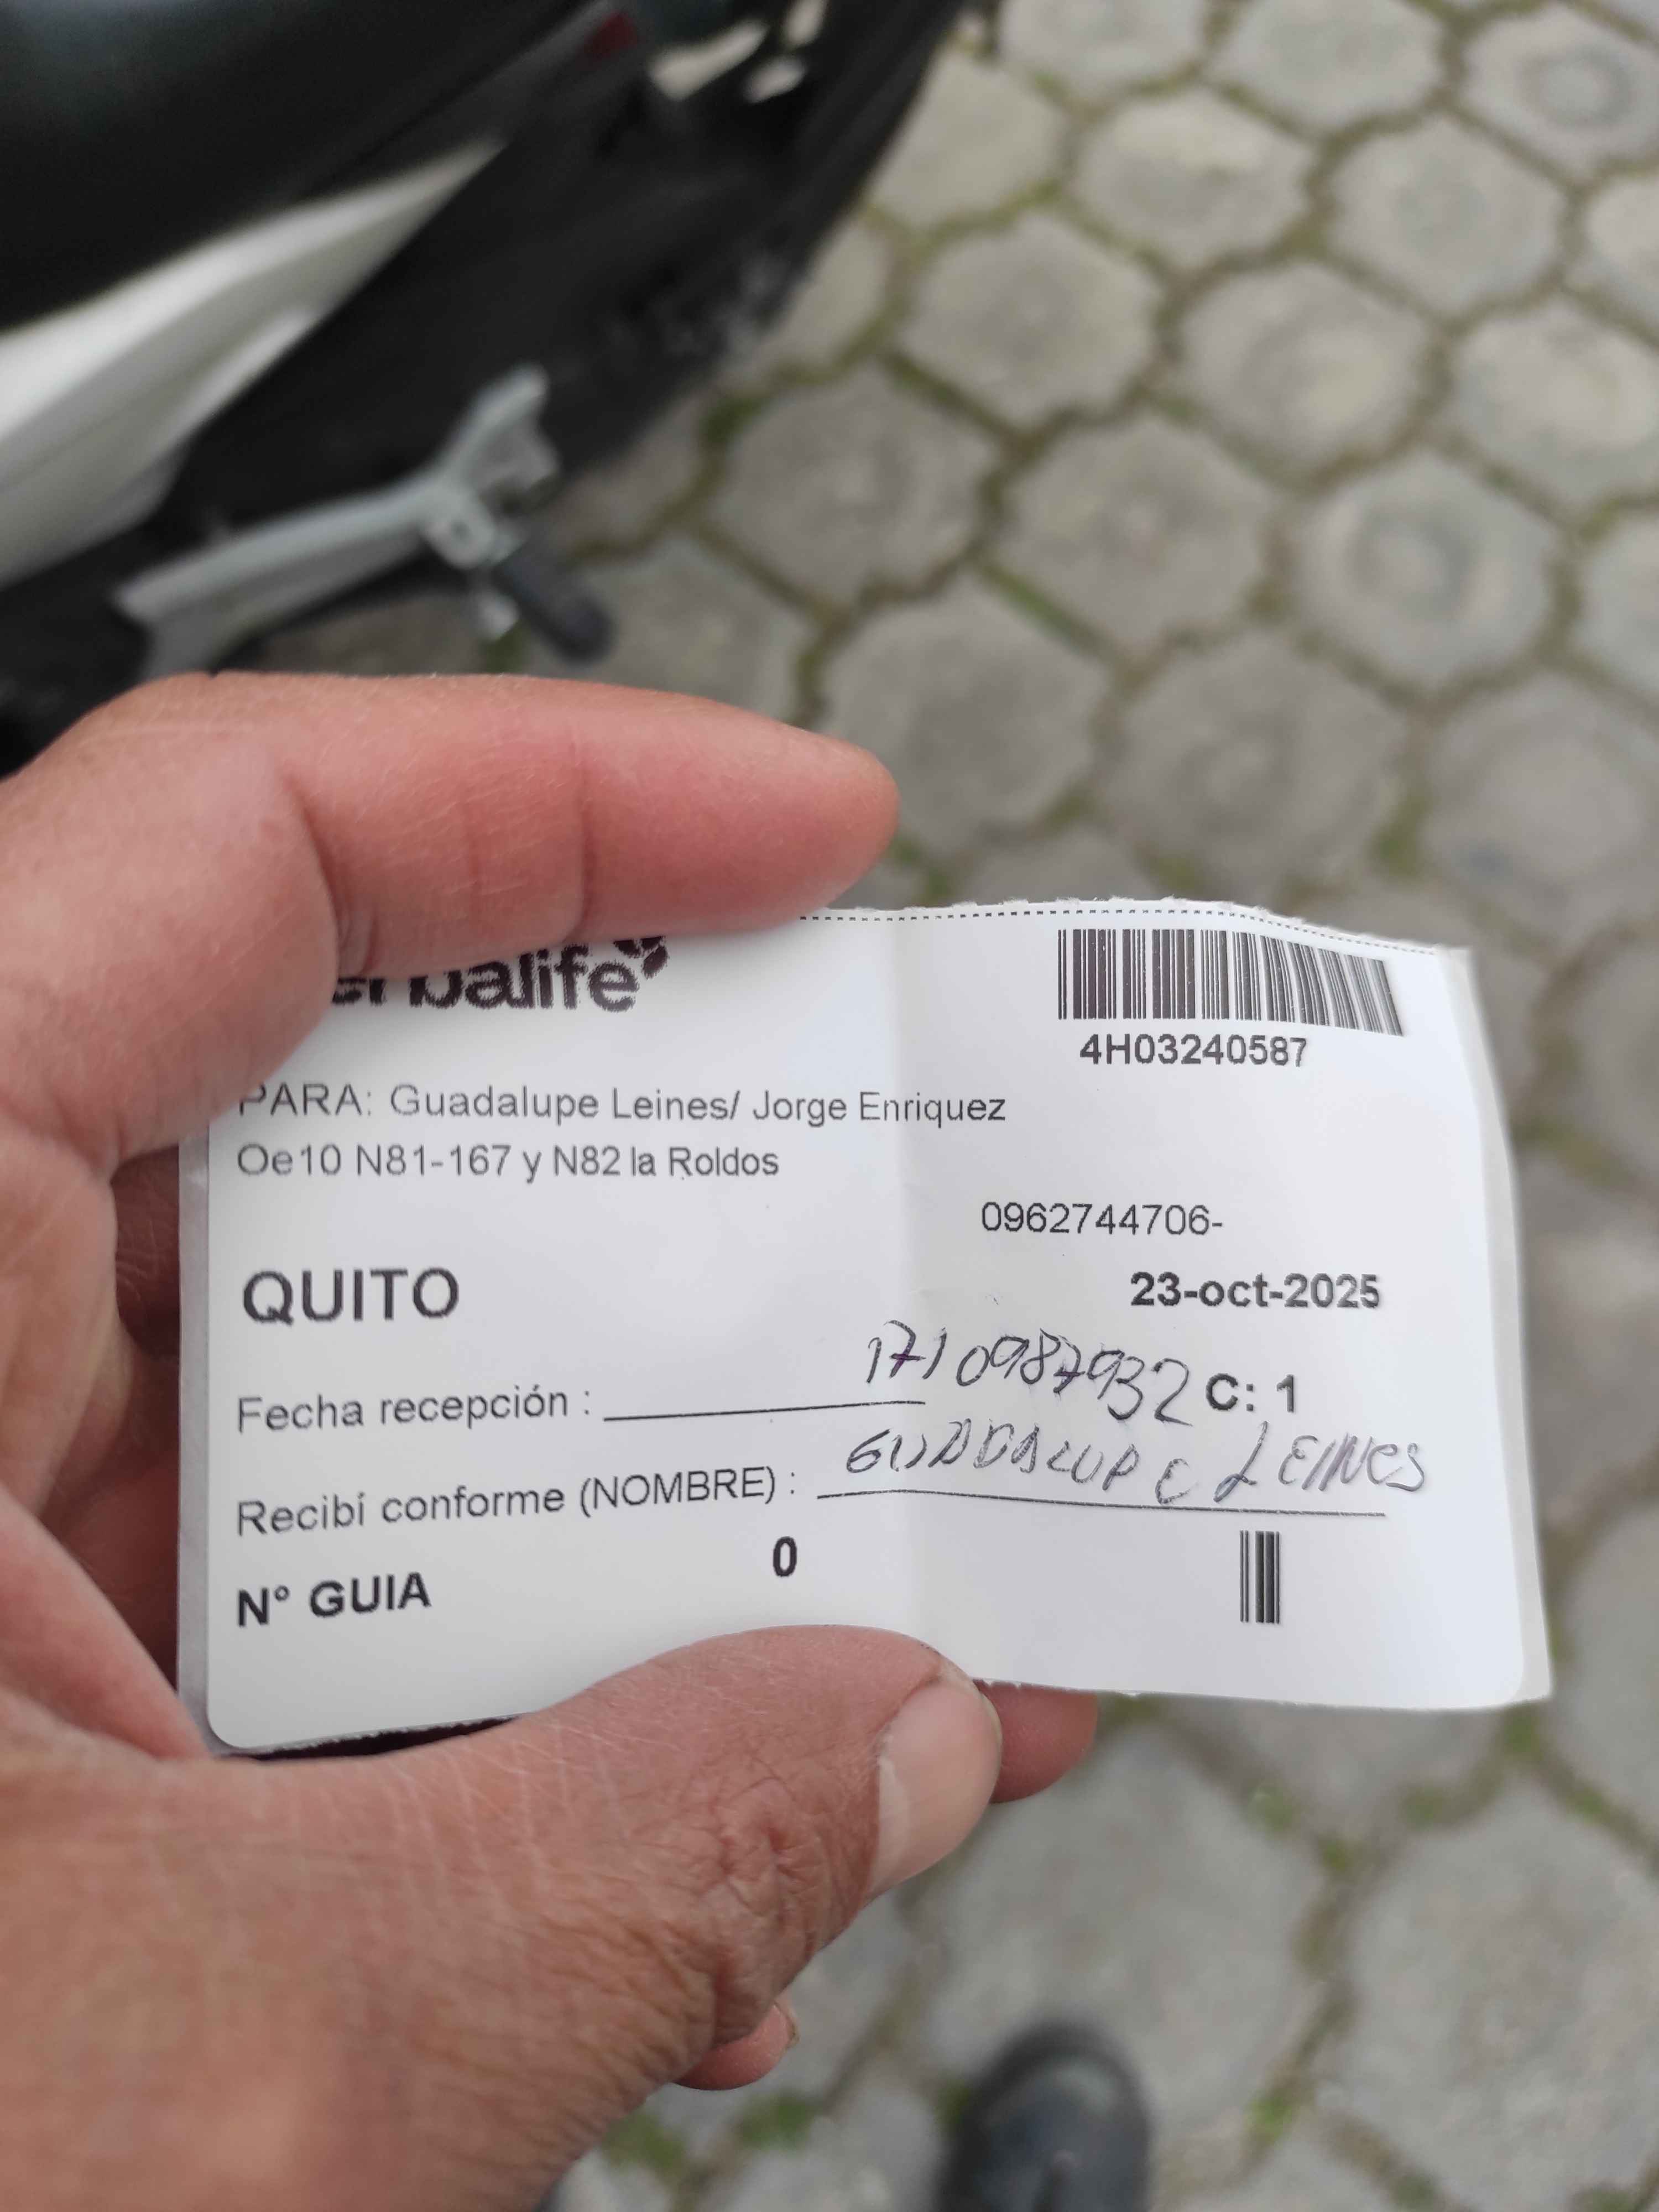 erbalife
4H03240587
PARA: Guadalupe Leines/ Jorge Enriquez
Oe10 N81-167 y N82 la Roldos
0962744706-
QUITO
23-oct-2025
1710987932 C: 1
Fecha recepción :
Recibí conforme (NOMBRE) : GUADALUPE LEINES
N° GUIA 0